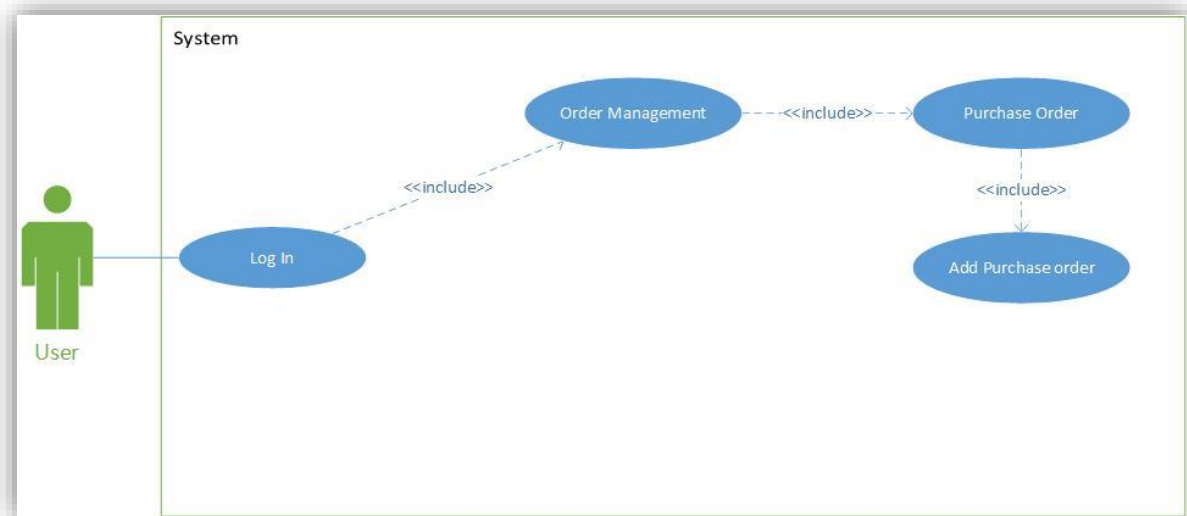 System
Order Management
<<include>>
Purchase Order
<<include>>
<<include>>
Log In
Add Purchase order
User